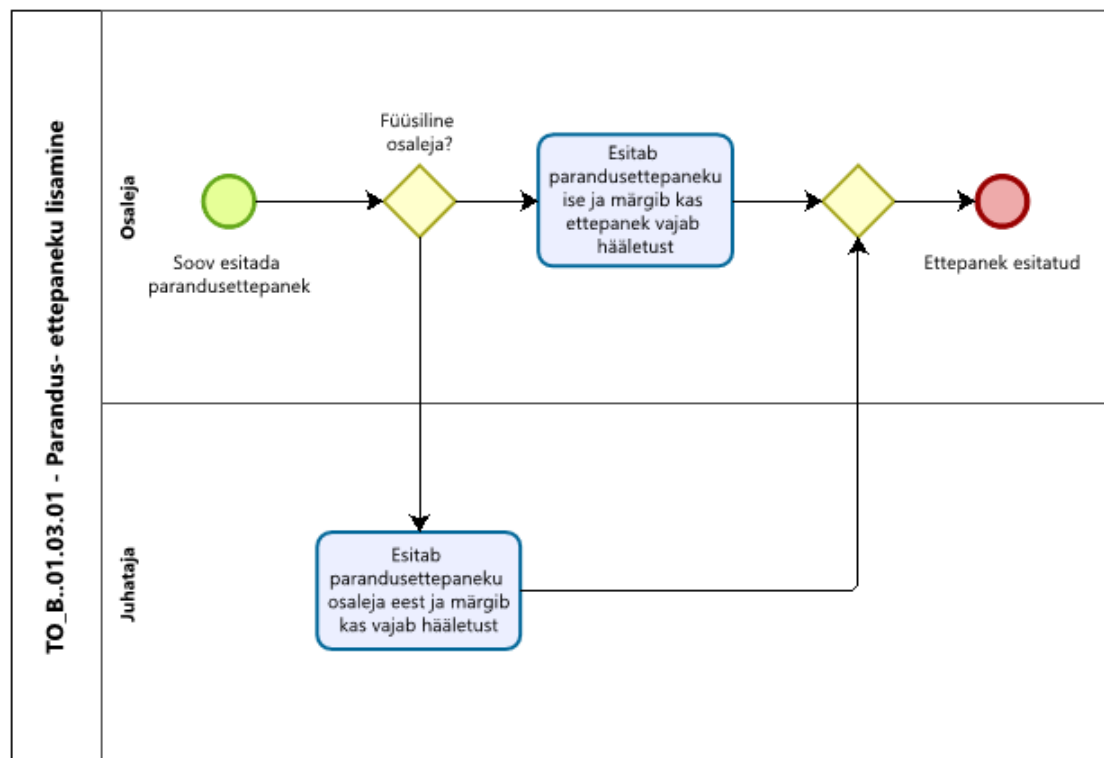 TO_B..01.03.01 - Parandus- ettepaneku lisamine
Osaleja
Soov esitada
parandusettepanek
Füüsiline
osaleja?
Esitab
parandusettepaneku
ise ja märgib kas
ettepanek vajab
hääletust
Ettepanek esitatud
Juhataja
Esitab
parandusettepaneku
osaleja eest ja märgib
kas vajab hääletust